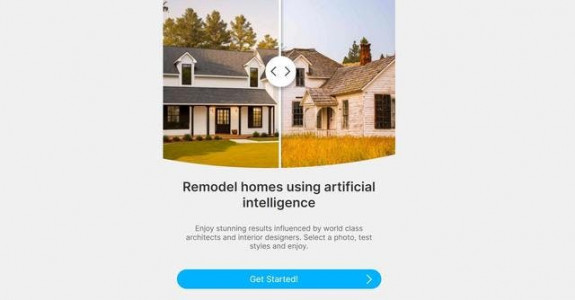 Remodel homes using artificial
intelligence
Enjoy stunning results influenced by world class
architects and interior designers. Select a photo, test
styles and enjoy.
Get Started!